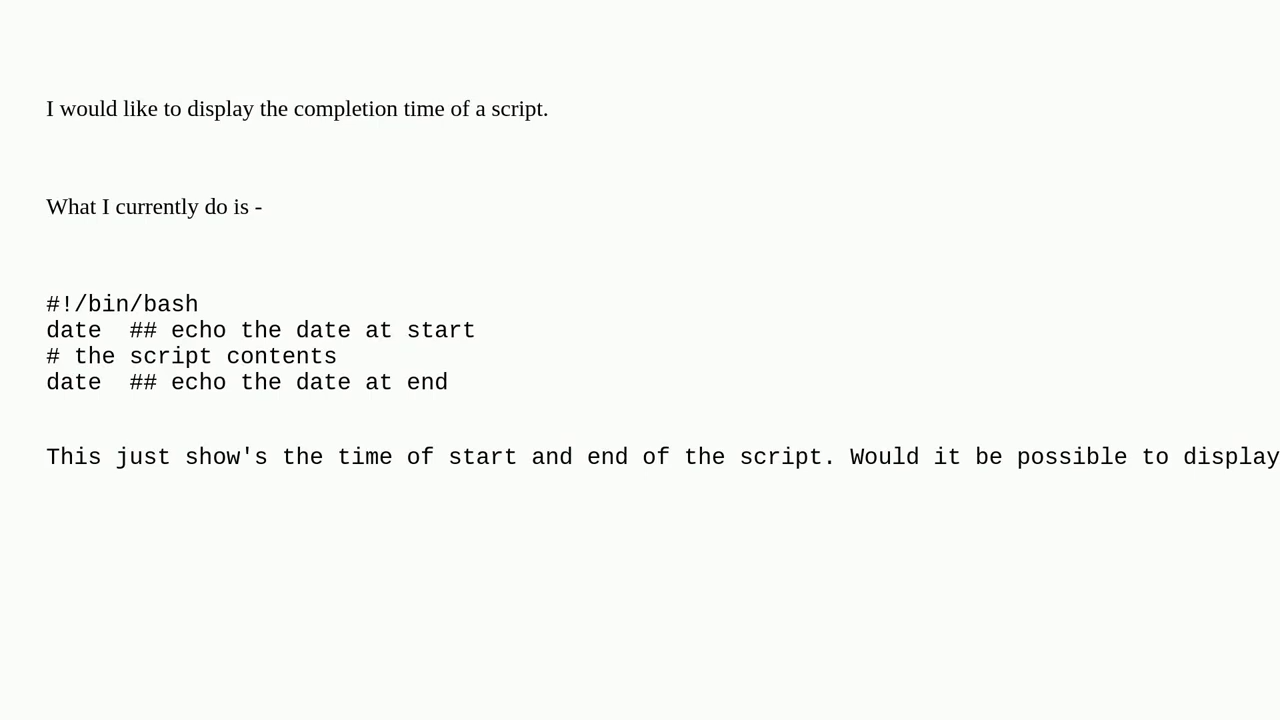 I would like to display the completion time of a script.
What I currently do is -
#!/bin/bash
date  ## echo the date at start
# the script contents
date  ## echo the date at end
This just show's the time of start and end of the script. Would it be possible to display